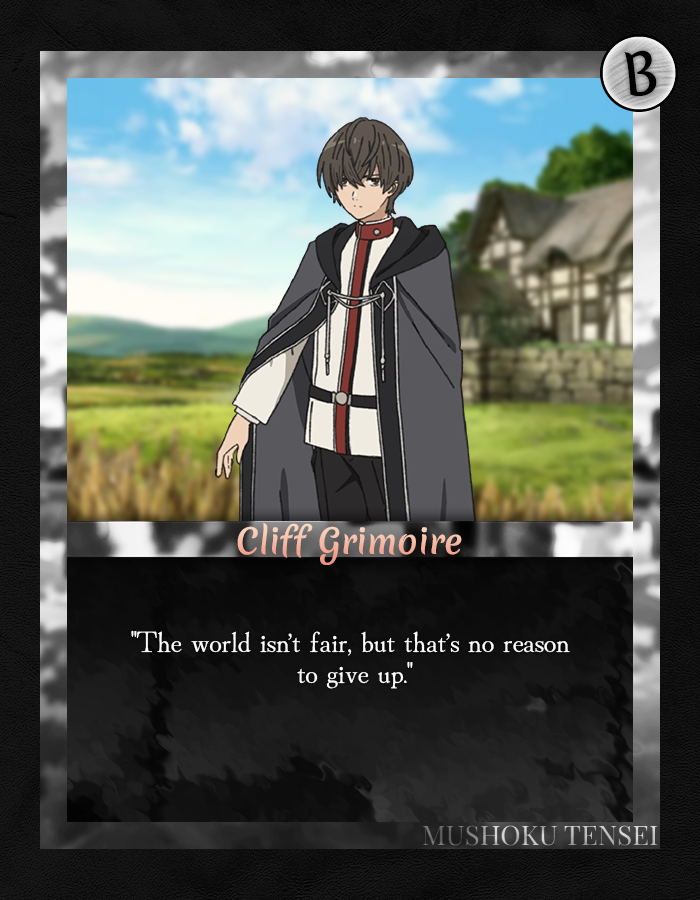 B
Cliff Grimoire
"The world isn't fair, but that's no reason
to give up."
MUSHOKU TENSEI